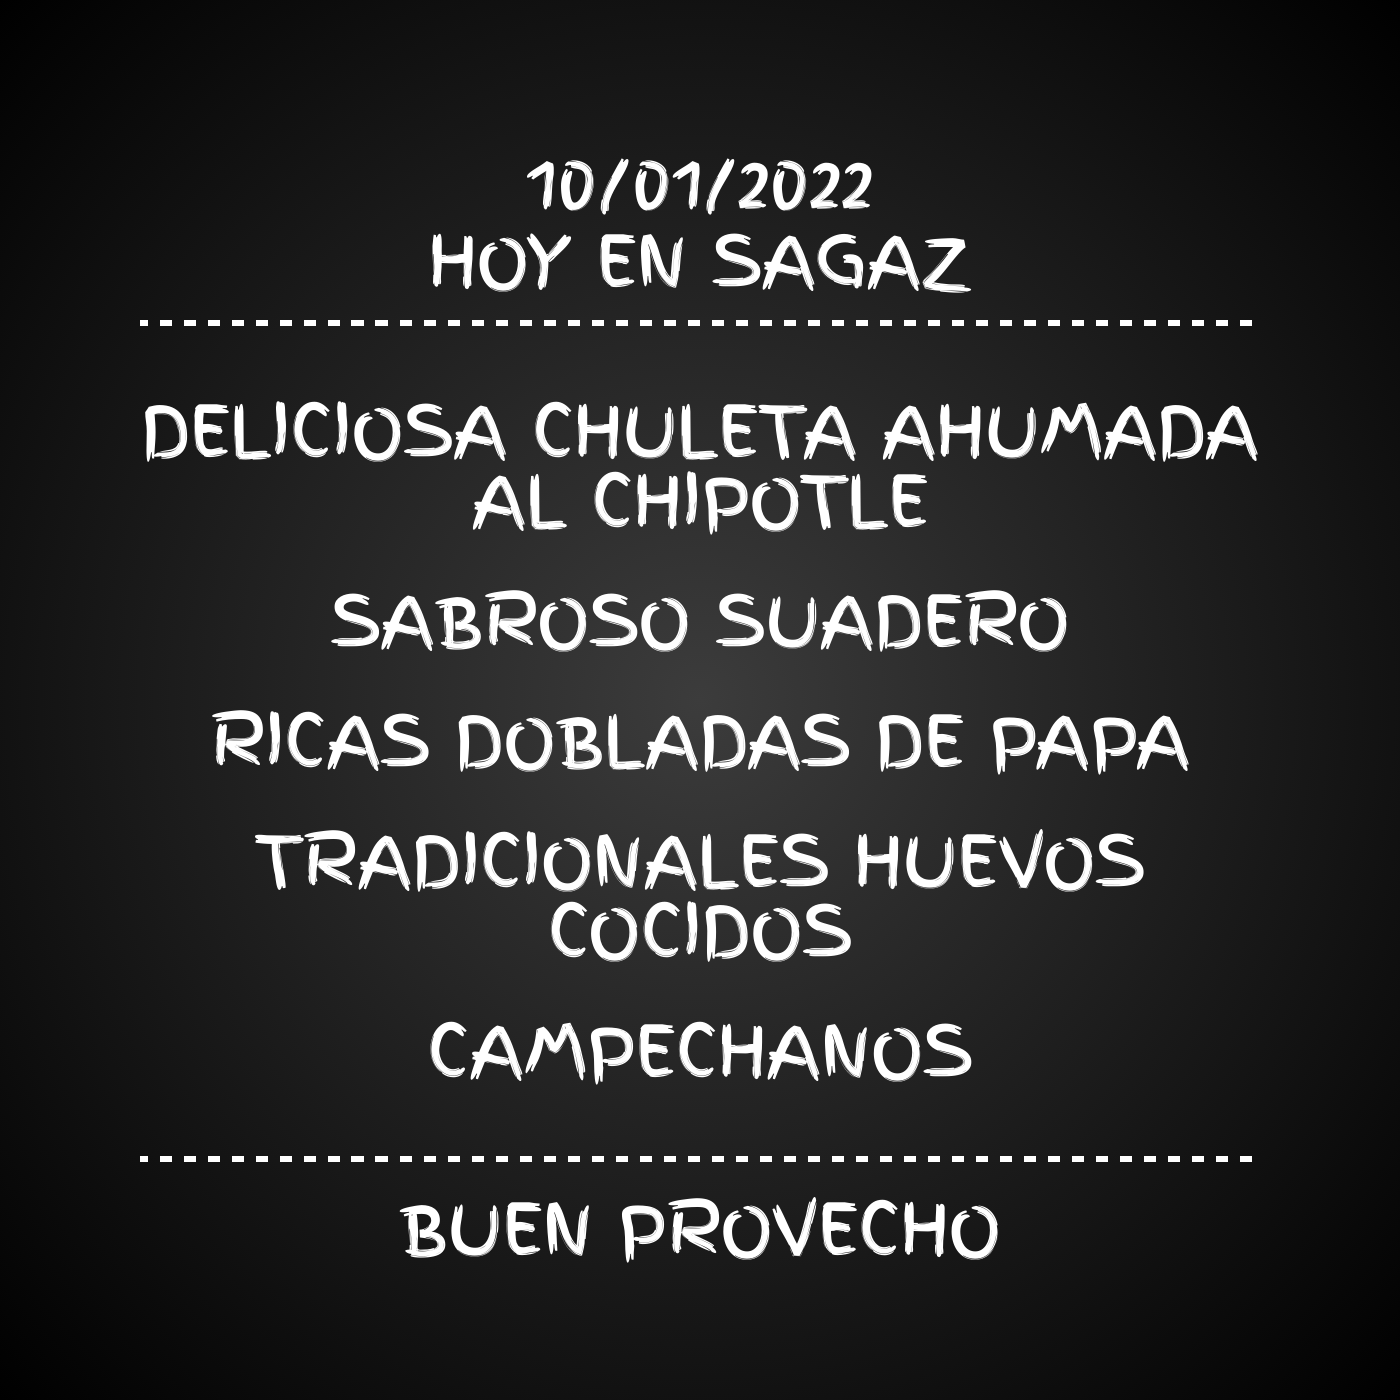 10/01/2022
HOY EN SAGAZ
DELICIOSA CHULETA AHUMADA
AL CHIPOTLE
SABROSO SUADERO
RICAS DOBLADAS DE PAPA
TRADICIONALES HUEVOS
COCIDOS
CAMPECHANOS
BUEN PROVECHO